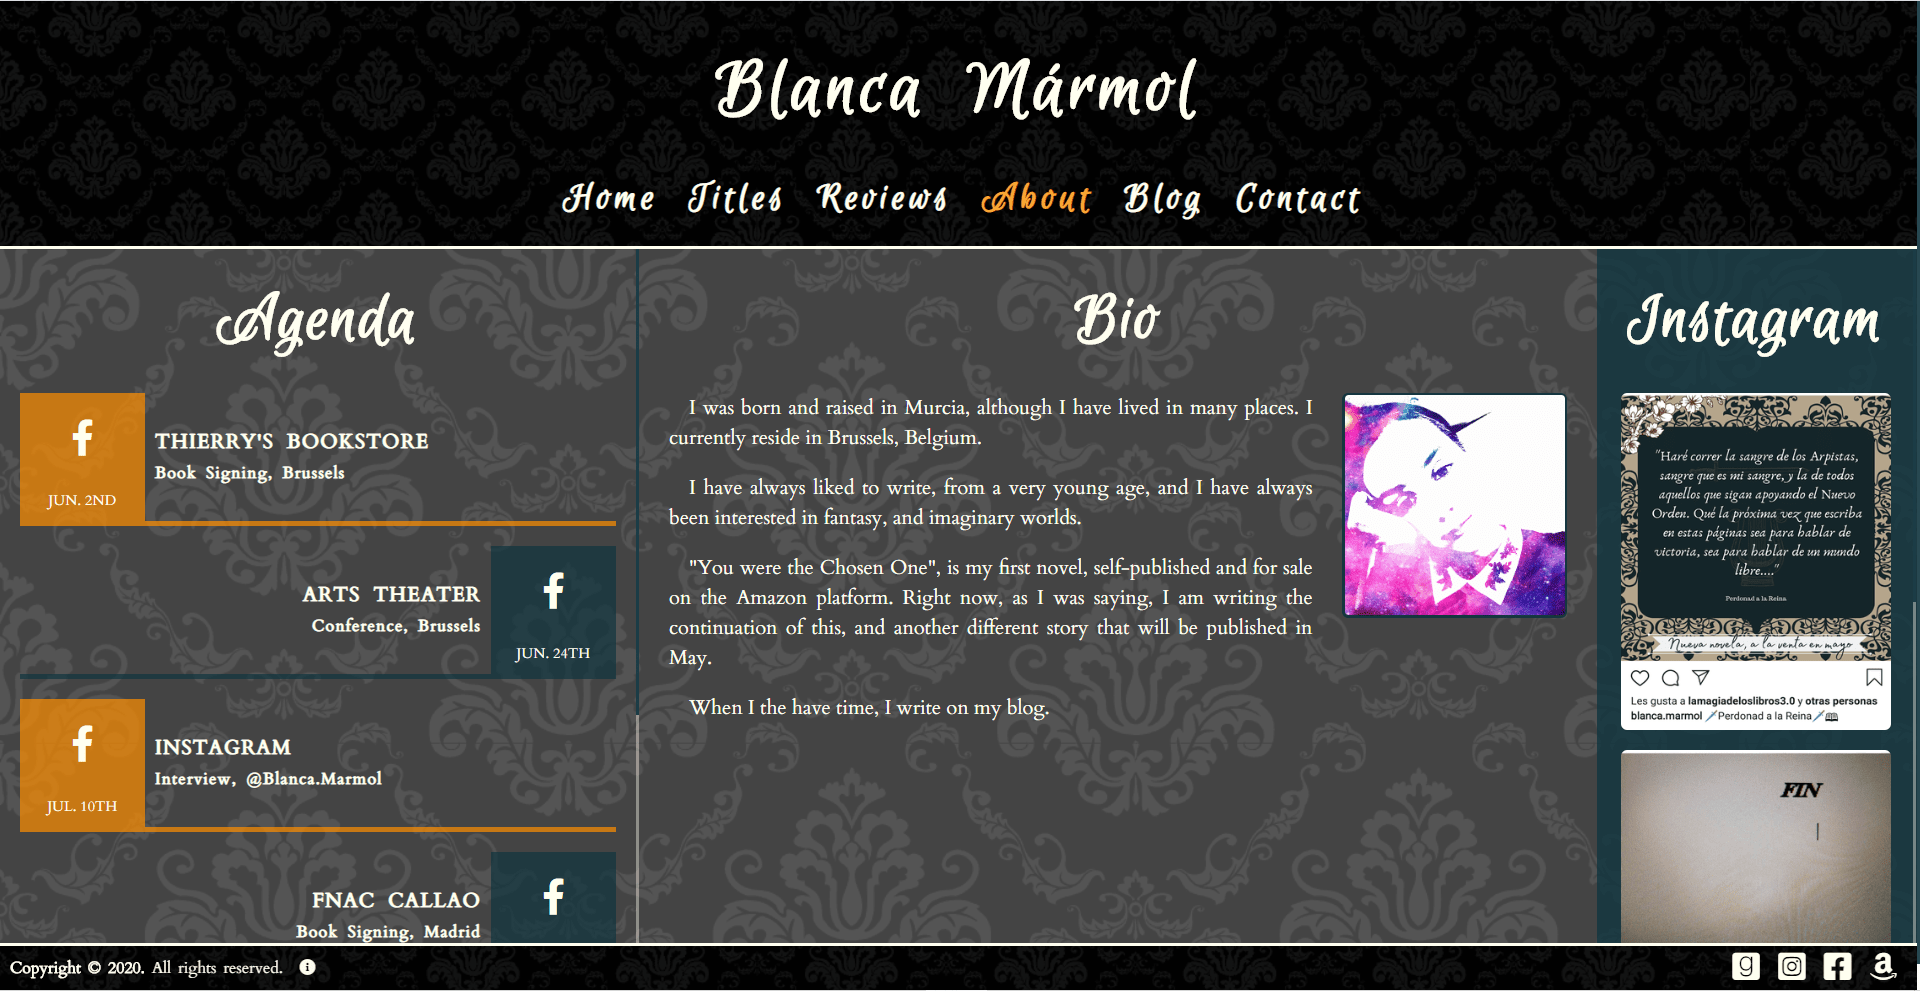 Blanca Mármol
Home Titles Reviews About Blog Contact
Agenda
JUN. 2ND
THIERRY'S BOOKSTORE
Book Signing, Brussels
ARTS THEATER
Conference, Brussels
JUN. 24TH
JUL. 10TH
INSTAGRAM
Interview, @Blanca.Marmol
FNAC CALLAO
Book Signing, Madrid
Bio
I was born and raised in Murcia, although I have lived in many places. I
currently reside in Brussels, Belgium.
I have always liked to write, from a very young age, and I have always
been interested in fantasy, and imaginary worlds.
"You were the Chosen One", is my first novel, self-published and for sale
on the Amazon platform. Right now, as I was saying, I am writing the
continuation of this, and another different story that will be published in
May.
When I the have time, I write on my blog.
Instagram
"Haré correr la sangre de los Arpistas,
sangre que es mi sangre, y la de todos
aquellos que sigan apoyando el Nuevo
Orden. Qué la próxima vez que escriba
en estas páginas sea para hablar de
victoria, sea para hablar de un mundo
libre...."
Perdonad a la Reina
Nueva novela, a la venta en mayo
Les gusta a lamagiadeloslibros3.0 y otras personas
blanca.marmol Perdonad a la Reina
FIN
Copyright © 2020. All rights reserved.